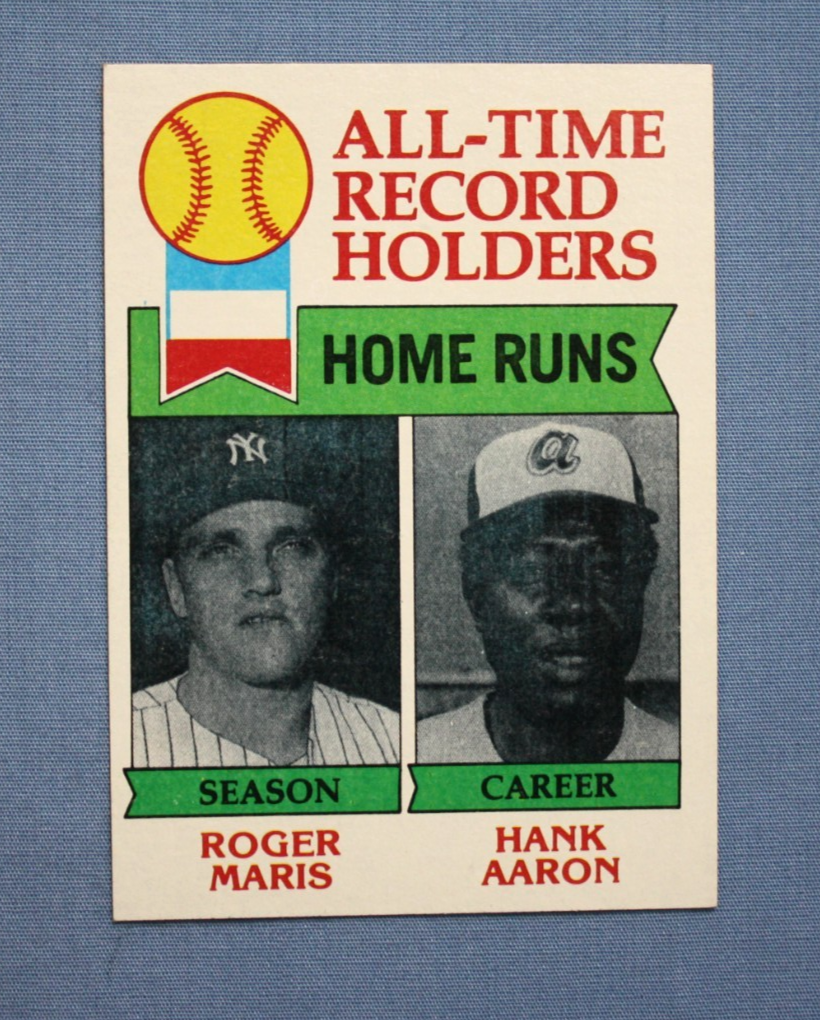 ALL-TIME
RECORD
HOLDERS
HOME RUNS
NY
a
SEASON
CAREER
ROGER
MARIS
HANK
AARON